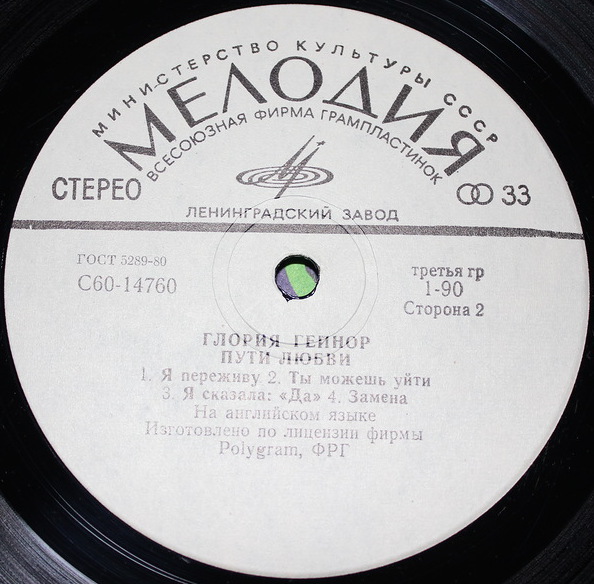 МИНИСТЕРСТВО КУЛЬТУРЫ СССР
МЕЛОДИЯ
ВСЕСОЮЗНАЯ ФИРМА ГРАМПЛАСТИНОК
СТЕРЕО
33
ЛЕНИНГРАДСКИЙ ЗАВОД
ГОСТ 5289-80
С60-14760
третья гр
1-90
Сторона 2
ГЛОРИЯ ГЕЙНОР
ПУТИ ЛЮБВИ
1. Я переживу 2. Ты можешь уйти
3. Я сказала: «Да» 4. Замена
На английском языке
Изготовлено по лицензии фирмы
Polygram, ФРГ